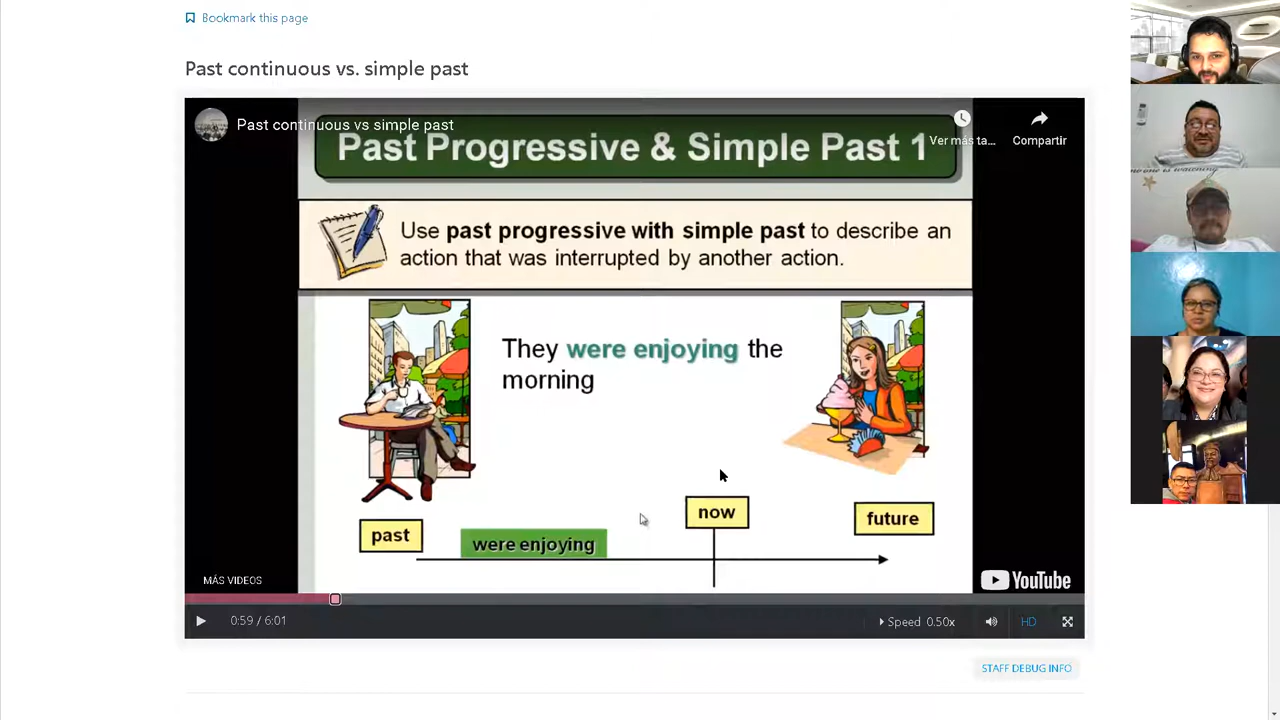 Bookmark this page
Past continuous vs. simple past
Past continuous vs simple past
Past Progressive & Simple Past 1
Ver más ta...
Compartir
Use past progressive with simple past to describe an
action that was interrupted by another action.
They were enjoying the
morning
past
were enjoying
now
future
MÁS VIDEOS
YouTube
0:59 / 6:01
Speed 0.50x
HD
STAFF DEBUG INFO